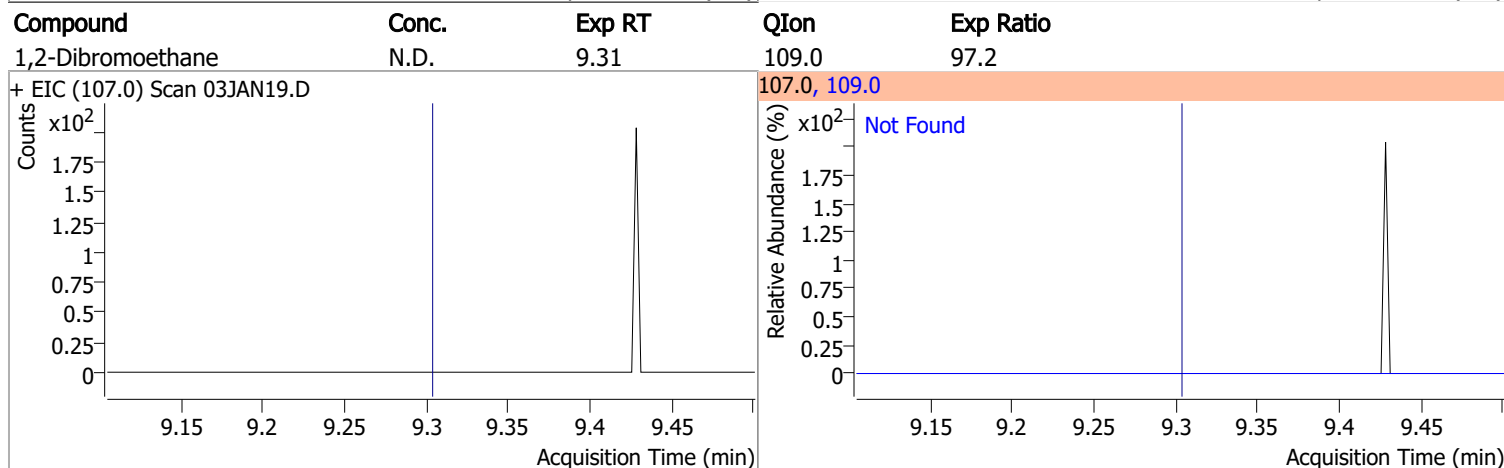 Compound Conc. Exp RT QIon Exp Ratio
1,2-Dibromoethane N.D. 9.31 109.0 97.2
+ EIC (107.0) Scan 03JAN19.D
Counts
x10²
1.75
1.5
1.25
1
0.75
0.5
0.25
0
9.15 9.2 9.25 9.3 9.35 9.4 9.45
Acquisition Time (min)
107.0, 109.0
Relative Abundance (%)
x10²
Not Found
1.75
1.5
1.25
1
0.75
0.5
0.25
0
9.15 9.2 9.25 9.3 9.35 9.4 9.45
Acquisition Time (min)